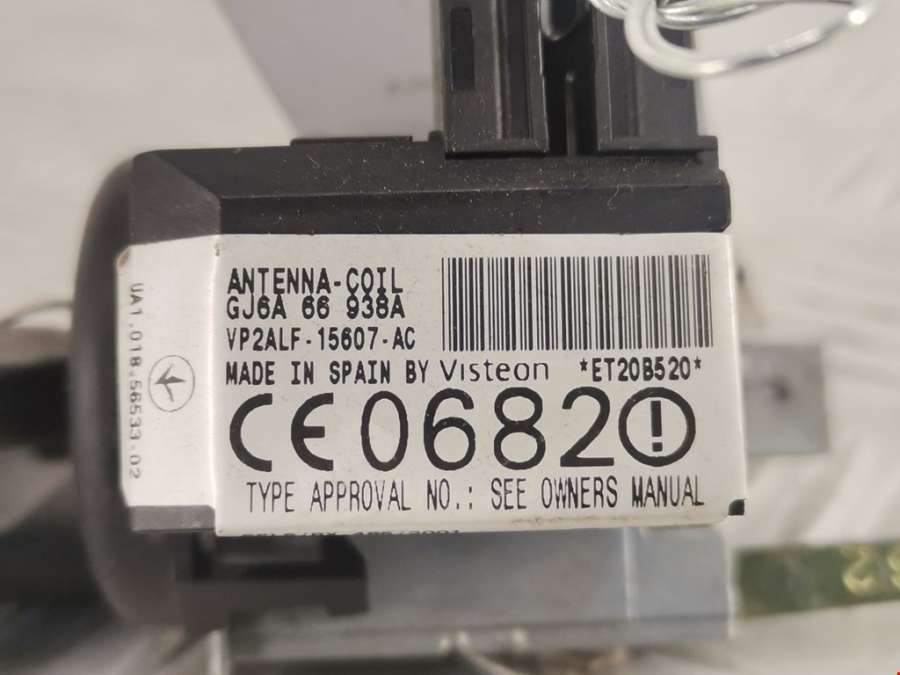 ANTENNA-COIL
GJ6A 66 938A
VP2ALF-15607-AC
MADE IN SPAIN BY Visteon *ET20B520*
CE0682
TYPE APPROVAL NO.: SEE OWNERS MANUAL
UA1.018.56533.02